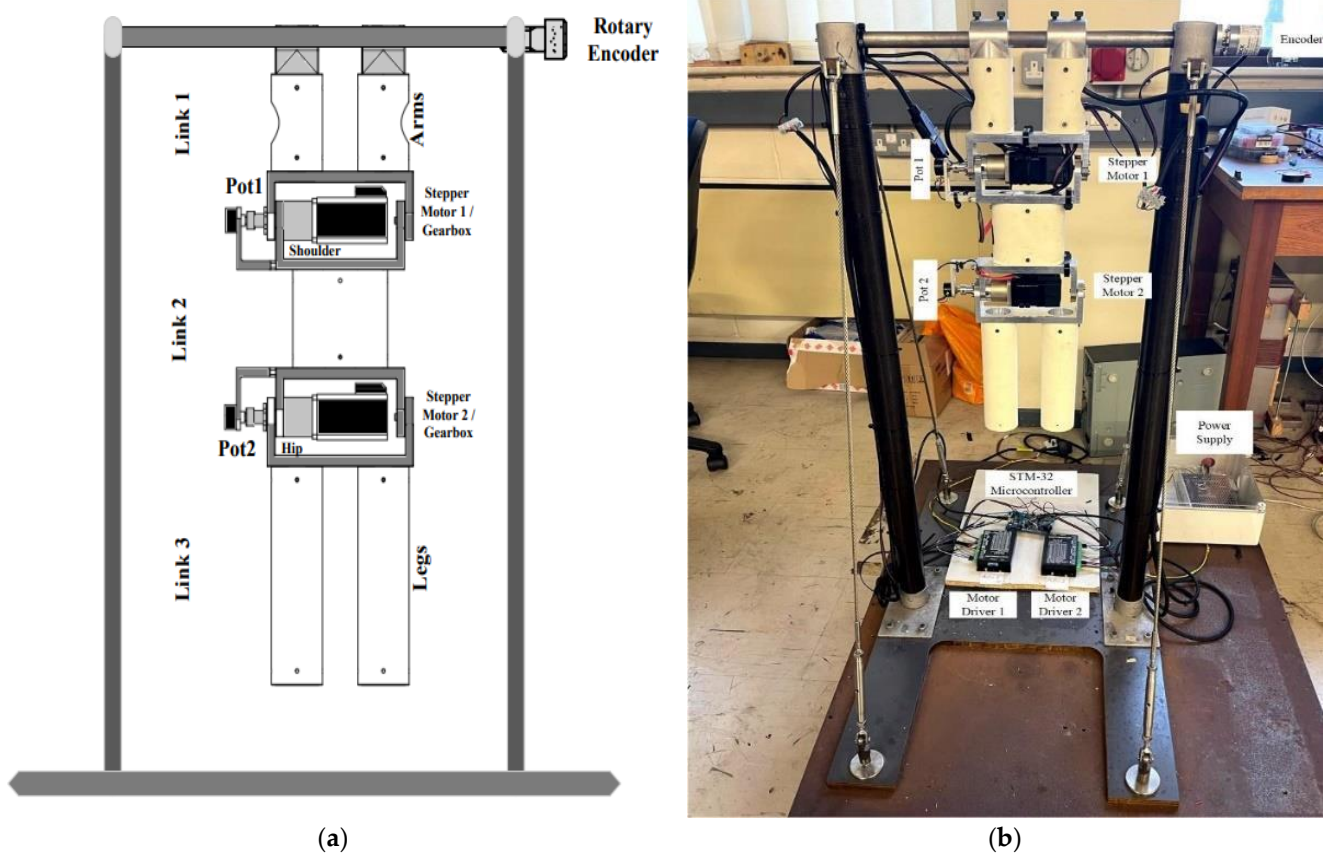 Rotary
Encoder
Link 1
Arms
Pot1
Stepper
Motor 1 /
Gearbox
Shoulder
Link 2
Stepper
Motor 2 /
Gearbox
Pot2
Hip
Link 3
Legs
(a)
Encoder
Pot 1
Stepper
Motor 1
Pot 2
Stepper
Motor 2
Power
Supply
STM-32
Microcontroller
Motor
Driver 1
Motor
Driver 2
(b)